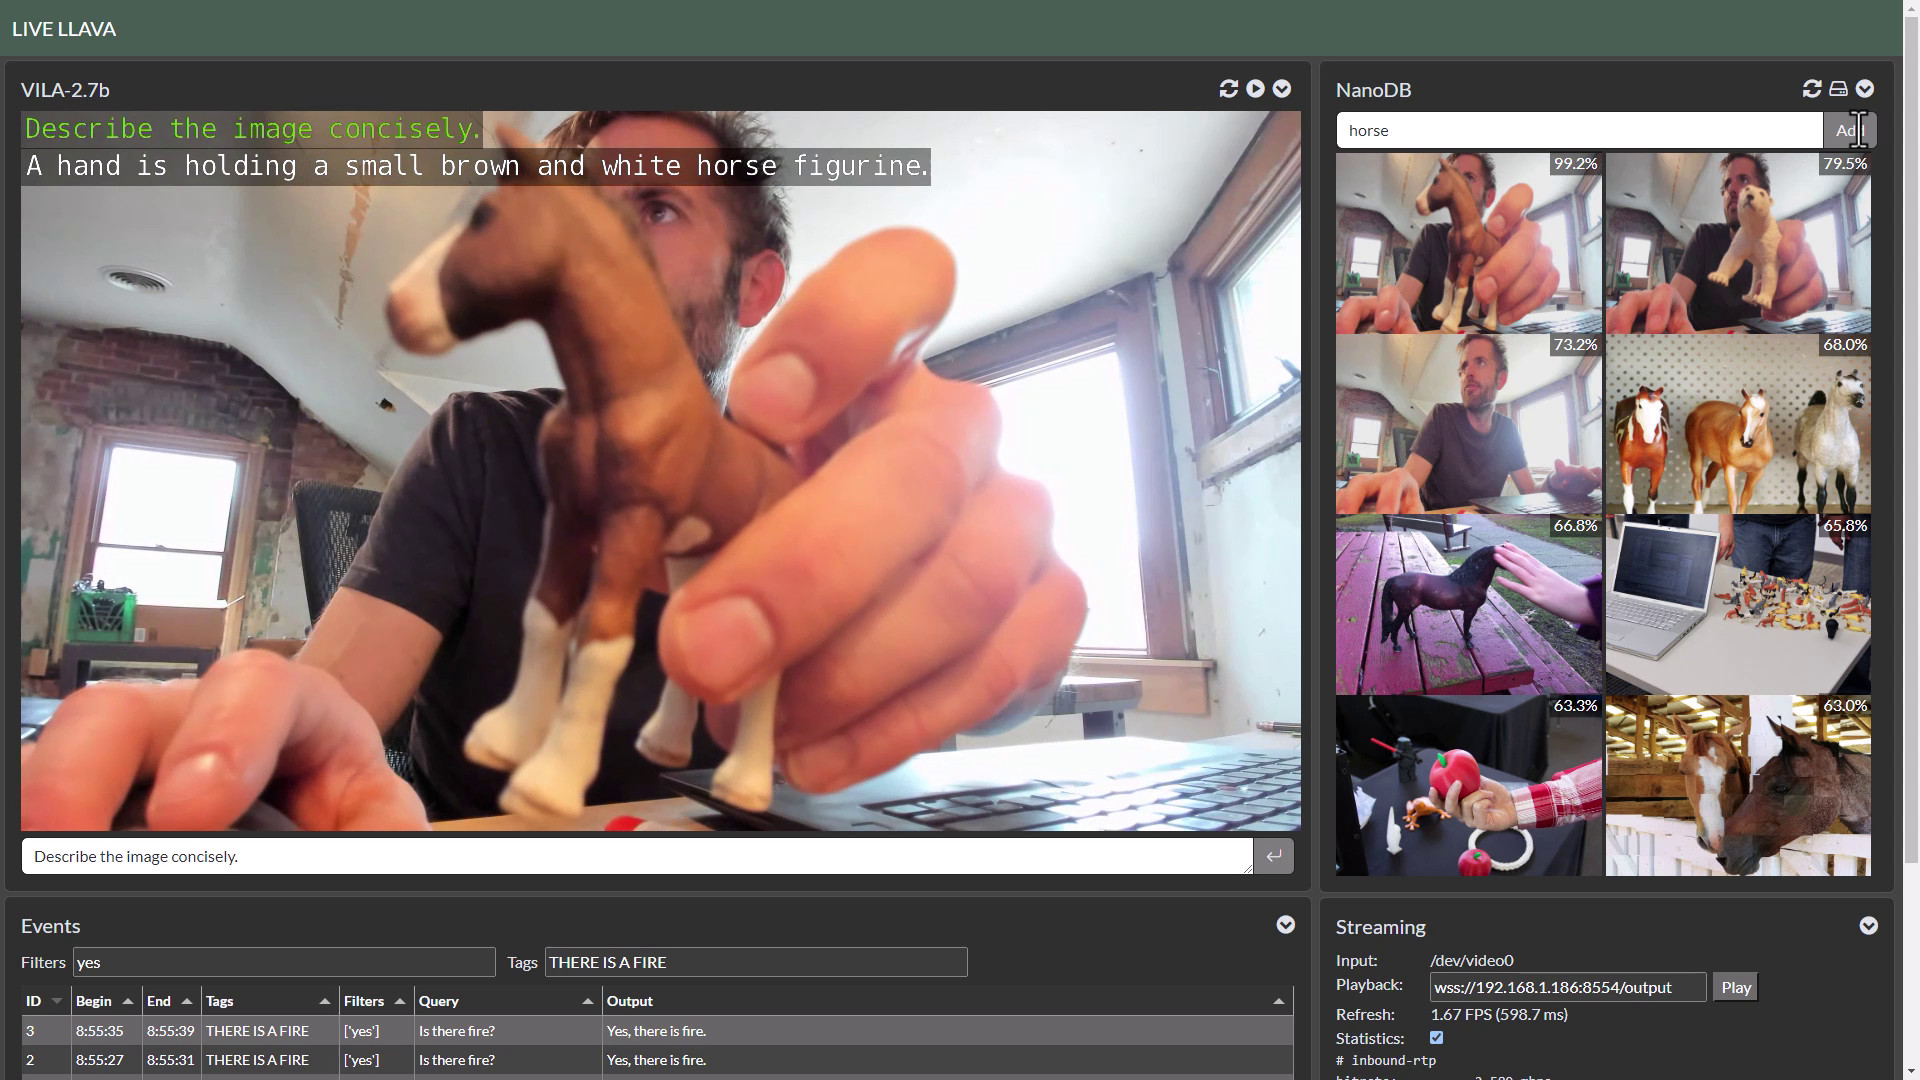 LIVE LLAVA
VILA-2.7b
Describe the image concisely.
A hand is holding a small brown and white horse figurine.
Describe the image concisely.
NanoDB
horse
99.2%
79.5%
73.2%
68.0%
66.8%
65.8%
63.3%
63.0%
Events
Filters yes Tags THERE IS A FIRE
ID Begin End Tags Filters Query Output
3 8:55:35 8:55:39 THERE IS A FIRE ['yes'] Is there fire? Yes, there is fire.
2 8:55:27 8:55:31 THERE IS A FIRE ['yes'] Is there fire? Yes, there is fire.
Streaming
Input: /dev/video0
Playback: wss://192.168.1.186:8554/output Play
Refresh: 1.67 FPS (598.7 ms)
Statistics:
# inbound-rtp